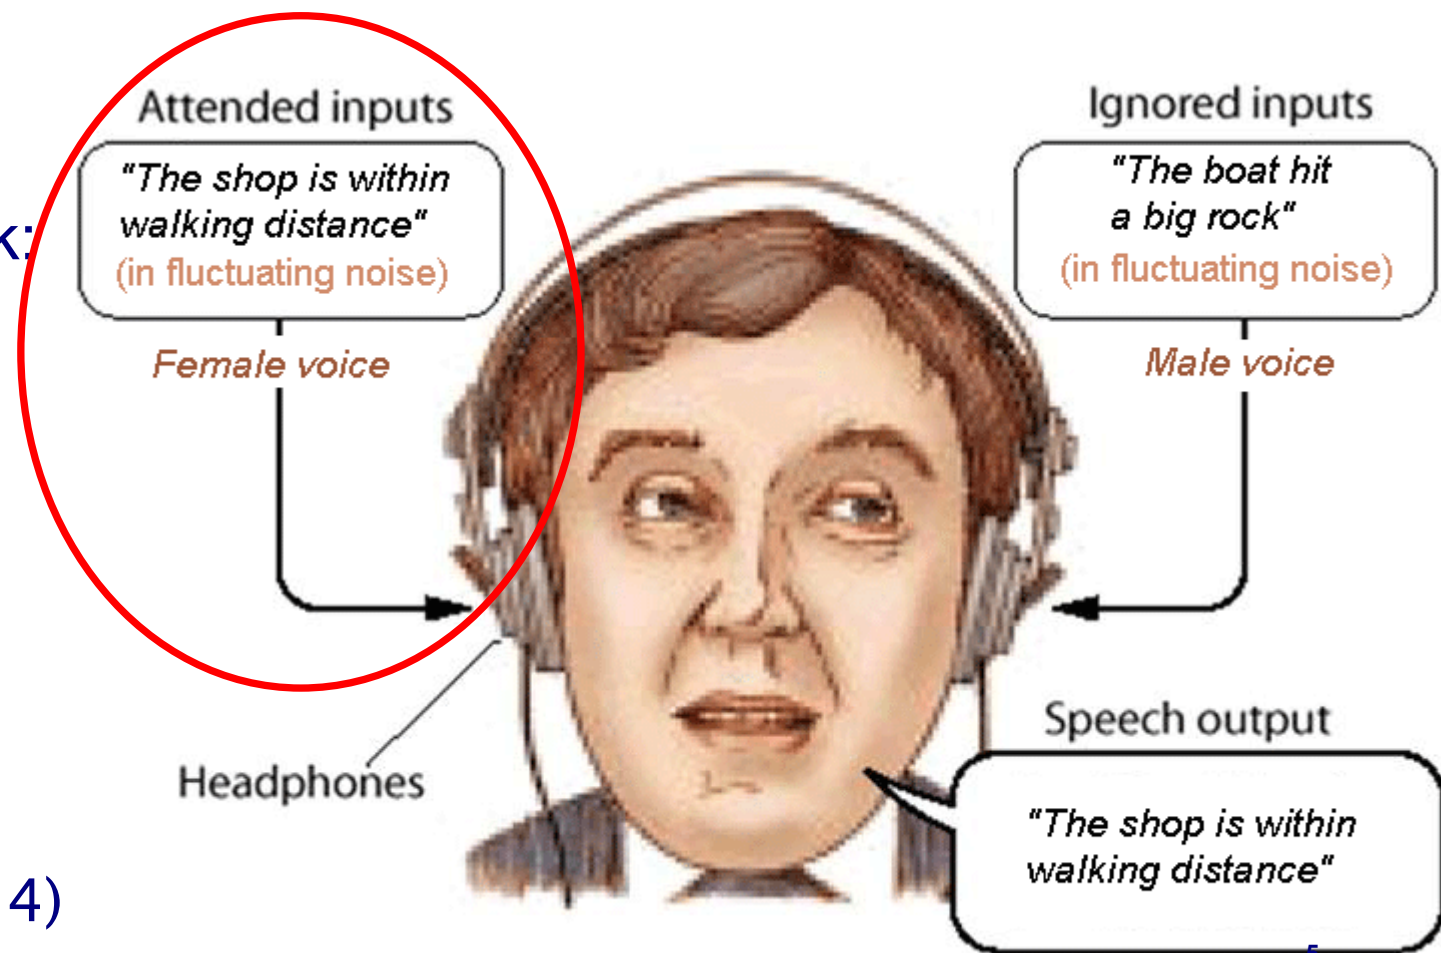 Attended inputs
"The shop is within
walking distance"
(in fluctuating noise)
Female voice
Ignored inputs
"The boat hit
a big rock"
(in fluctuating noise)
Male voice
k:
Headphones
Speech output
"The shop is within
walking distance"
4)